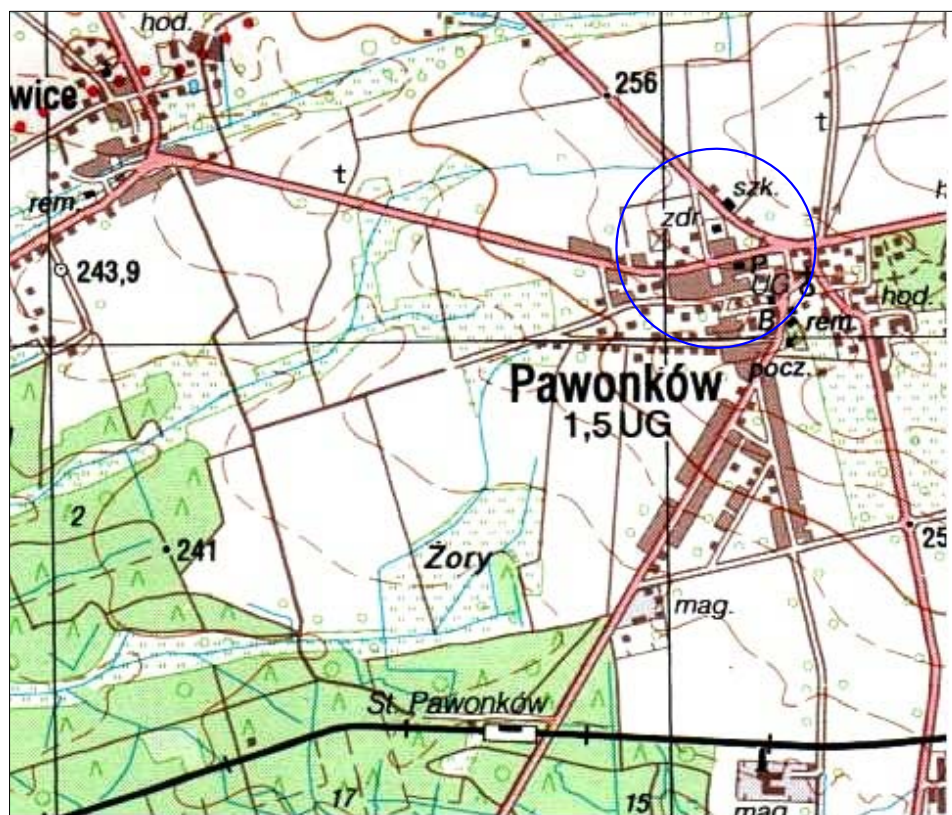 hod.
wice
256
t
t
szk.
rem.
zdr.
243,9
P
UG
hod.
B
rem.
pocz.
Pawonków
1,5 UG
2
241
25
Żory
mag.
St. Pawonków
17
15
mag.